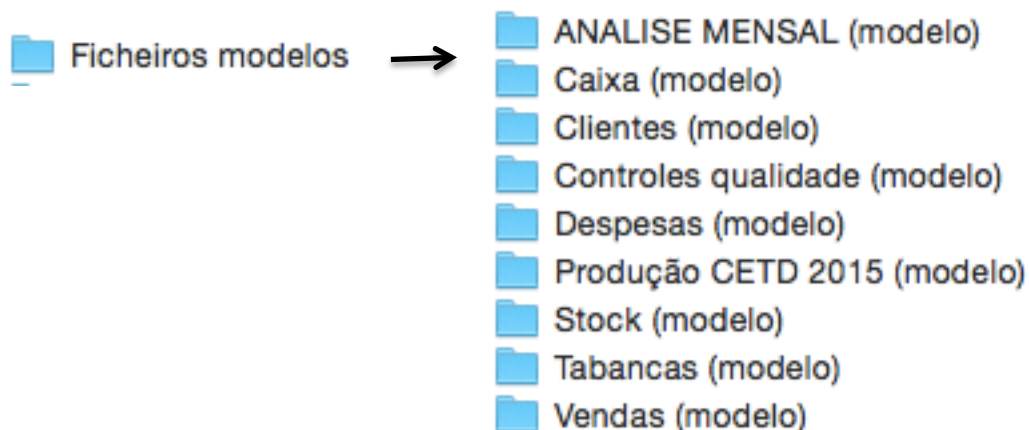 Ficheiros modelos
ANALISE MENSAL (modelo)
Caixa (modelo)
Clientes (modelo)
Controles qualidade (modelo)
Despesas (modelo)
Produção CETD 2015 (modelo)
Stock (modelo)
Tabancas (modelo)
Vendas (modelo)